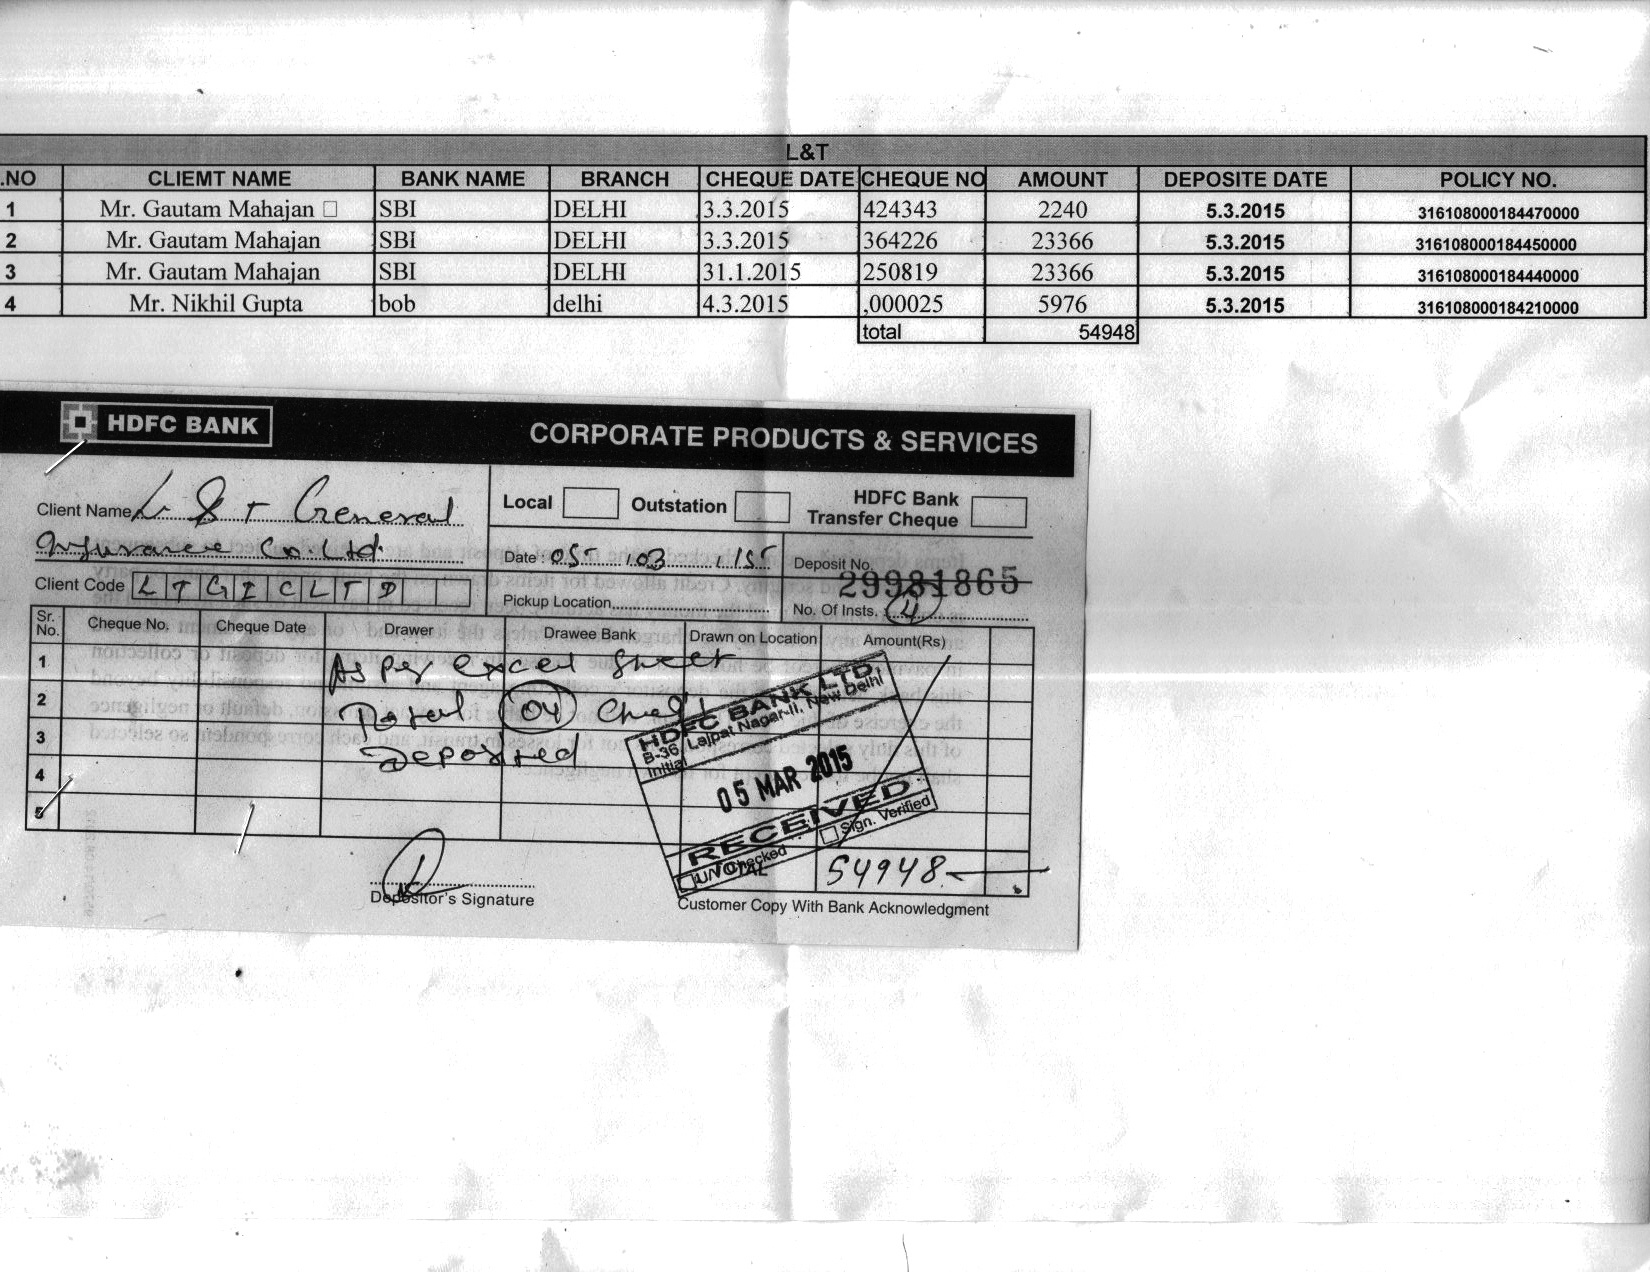 L&T
.NO CLIEMT NAME BANK NAME BRANCH CHEQUE DATE CHEQUE NO AMOUNT DEPOSITE DATE POLICY NO.
1 Mr. Gautam Mahajan □ SBI DELHI 3.3.2015 424343 2240 5.3.2015 316108000184470000
2 Mr. Gautam Mahajan SBI DELHI 3.3.2015 364226 23366 5.3.2015 316108000184450000
3 Mr. Gautam Mahajan SBI DELHI 31.1.2015 250819 23366 5.3.2015 316108000184440000
4 Mr. Nikhil Gupta bob delhi 4.3.2015 ,000025 5976 5.3.2015 316108000184210000
total 54948
HDFC BANK CORPORATE PRODUCTS & SERVICES
Client Name L & T General
Insurance Co. Ltd
Client Code L T G I C L T D
Local Outstation HDFC Bank
Transfer Cheque
Date : 05 03 15 Deposit No. 29981865
Pickup Location No. Of Insts. 4
Sr. No. Cheque No. Cheque Date Drawer Drawee Bank Drawn on Location Amount(Rs)
1 As per excel sheet
2 Total 04
3 Deposited
4
5
HDFC BANK LTD.
B-36, Lajpat Nagar-II, New Delhi
Initial
05 MAR 2015
RECEIVED
Sign. Verified
54948
Depositor's Signature
Customer Copy With Bank Acknowledgment